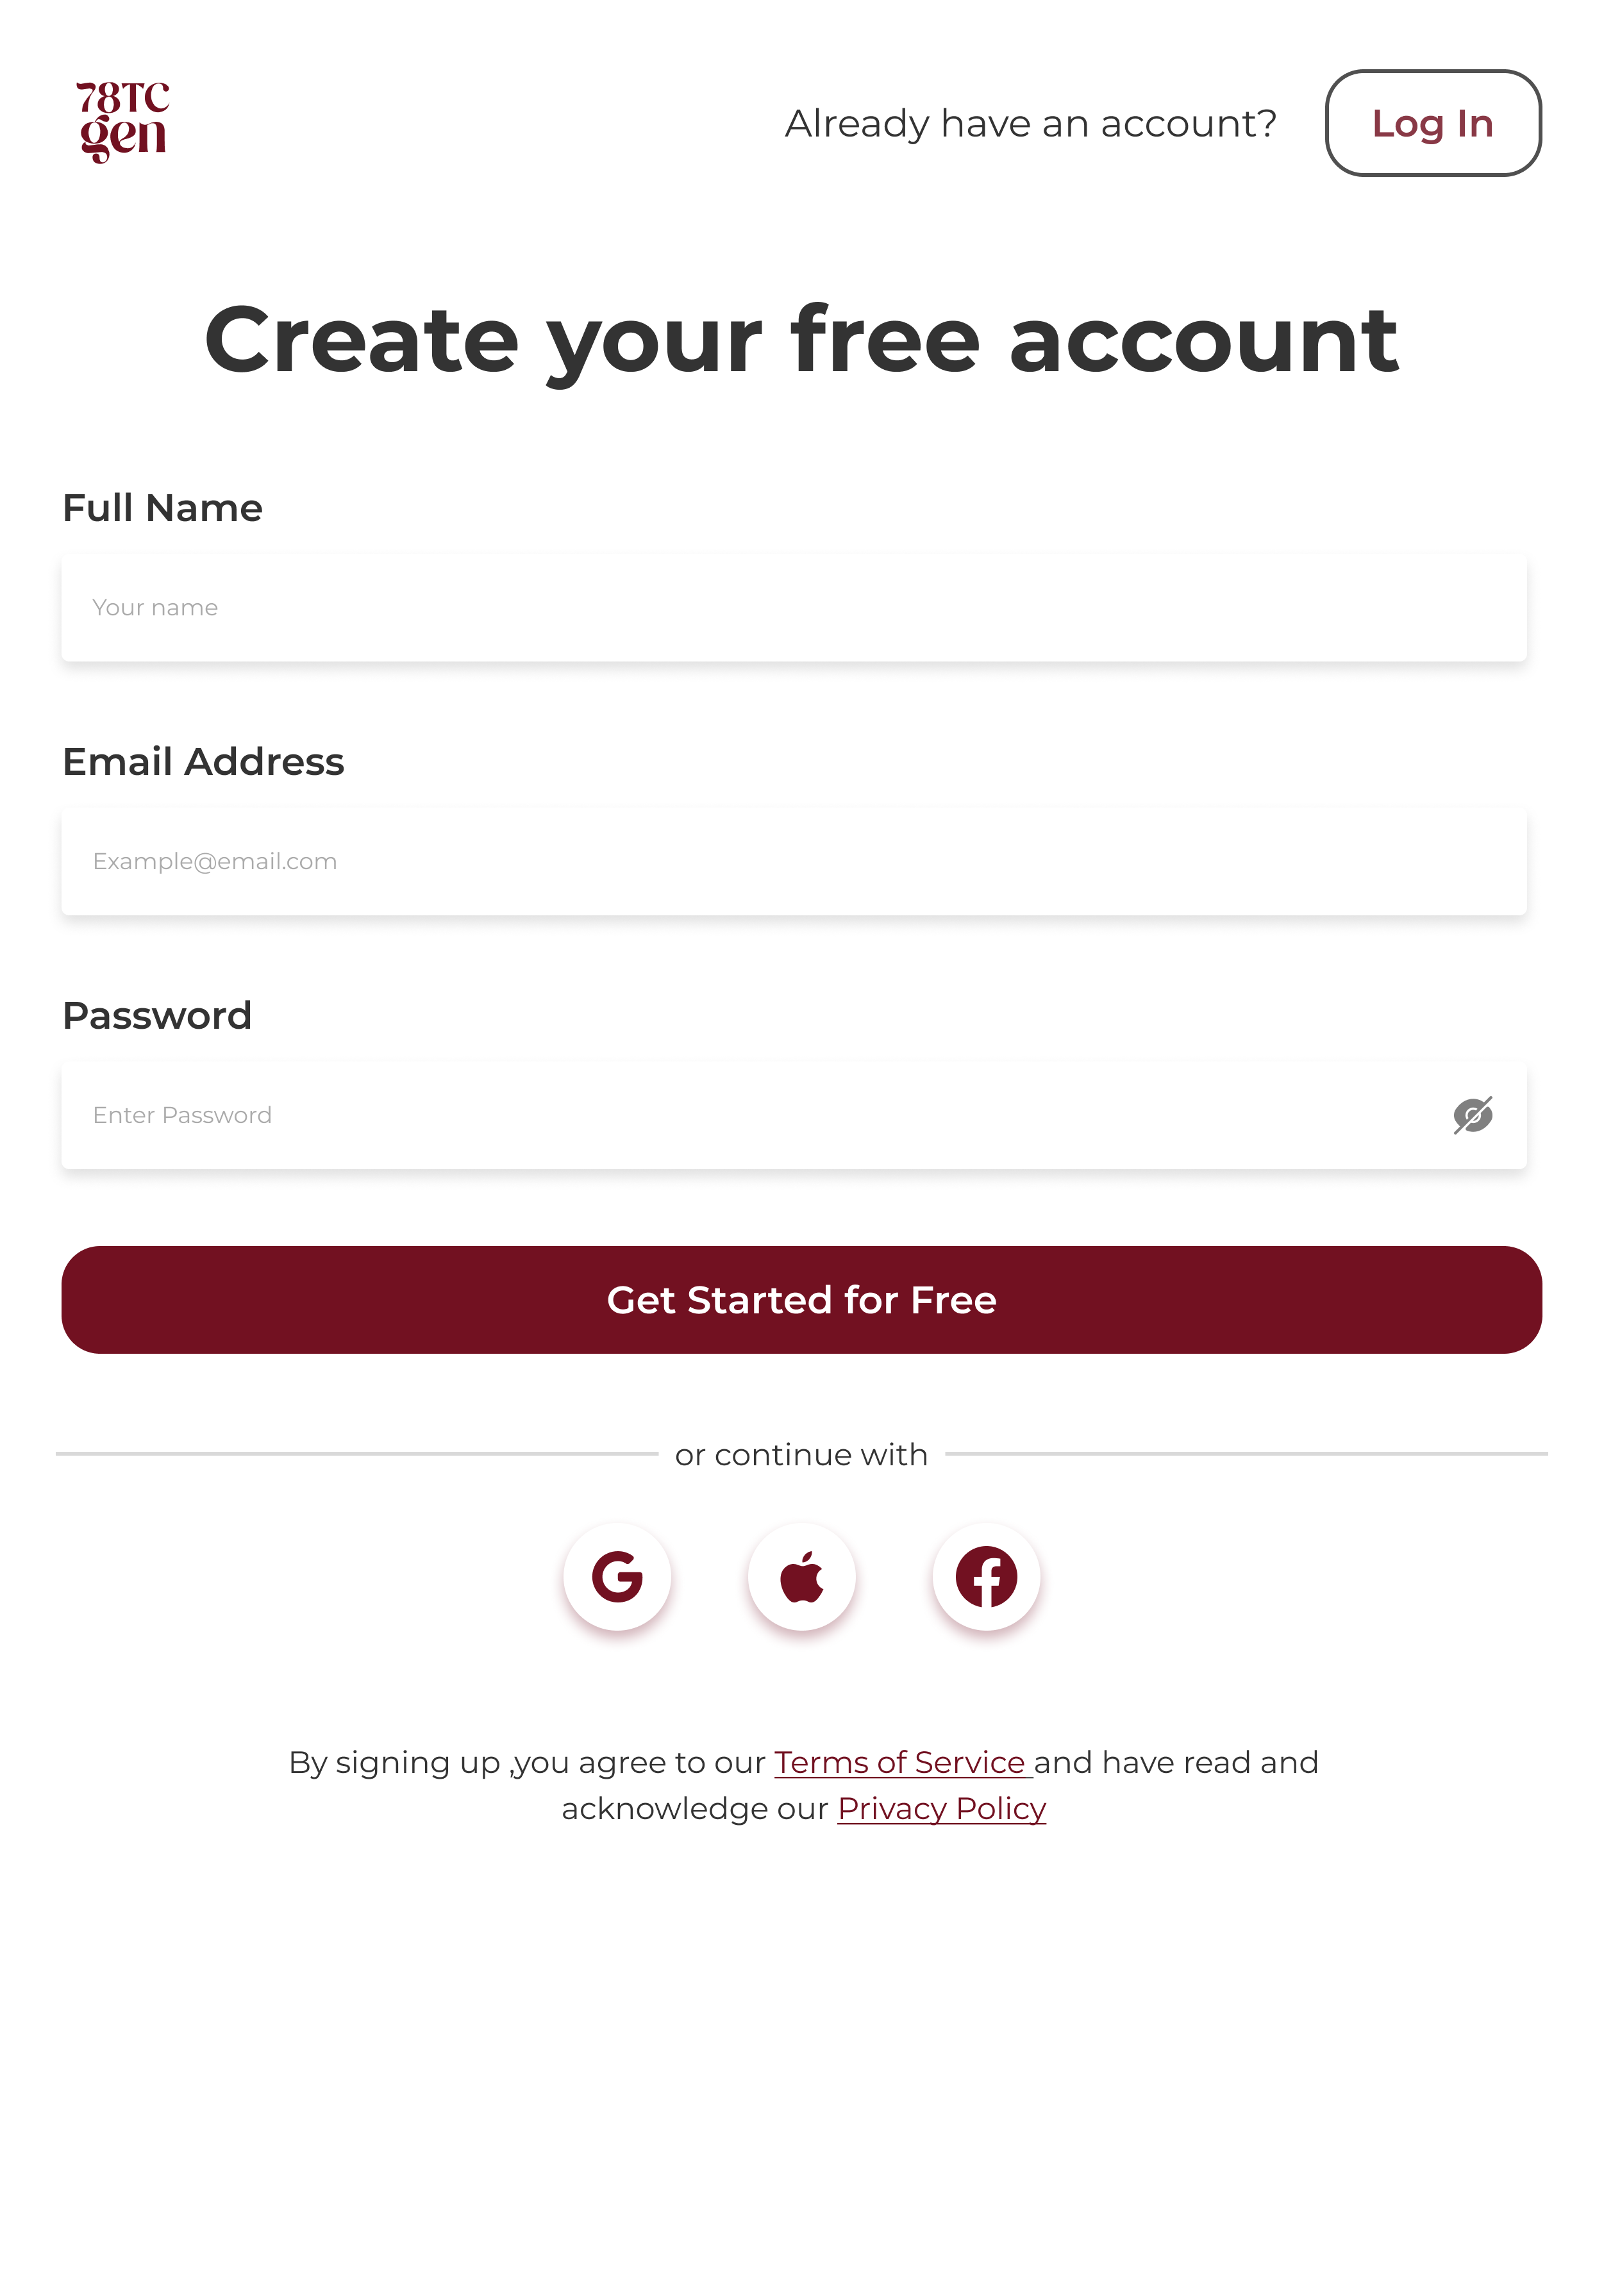 78TC
gen
Already have an account?
Log In
Create your free account
Full Name
Your name
Email Address
Example@email.com
Password
Enter Password
Get Started for Free
or continue with
By signing up ,you agree to our Terms of Service and have read and
acknowledge our Privacy Policy